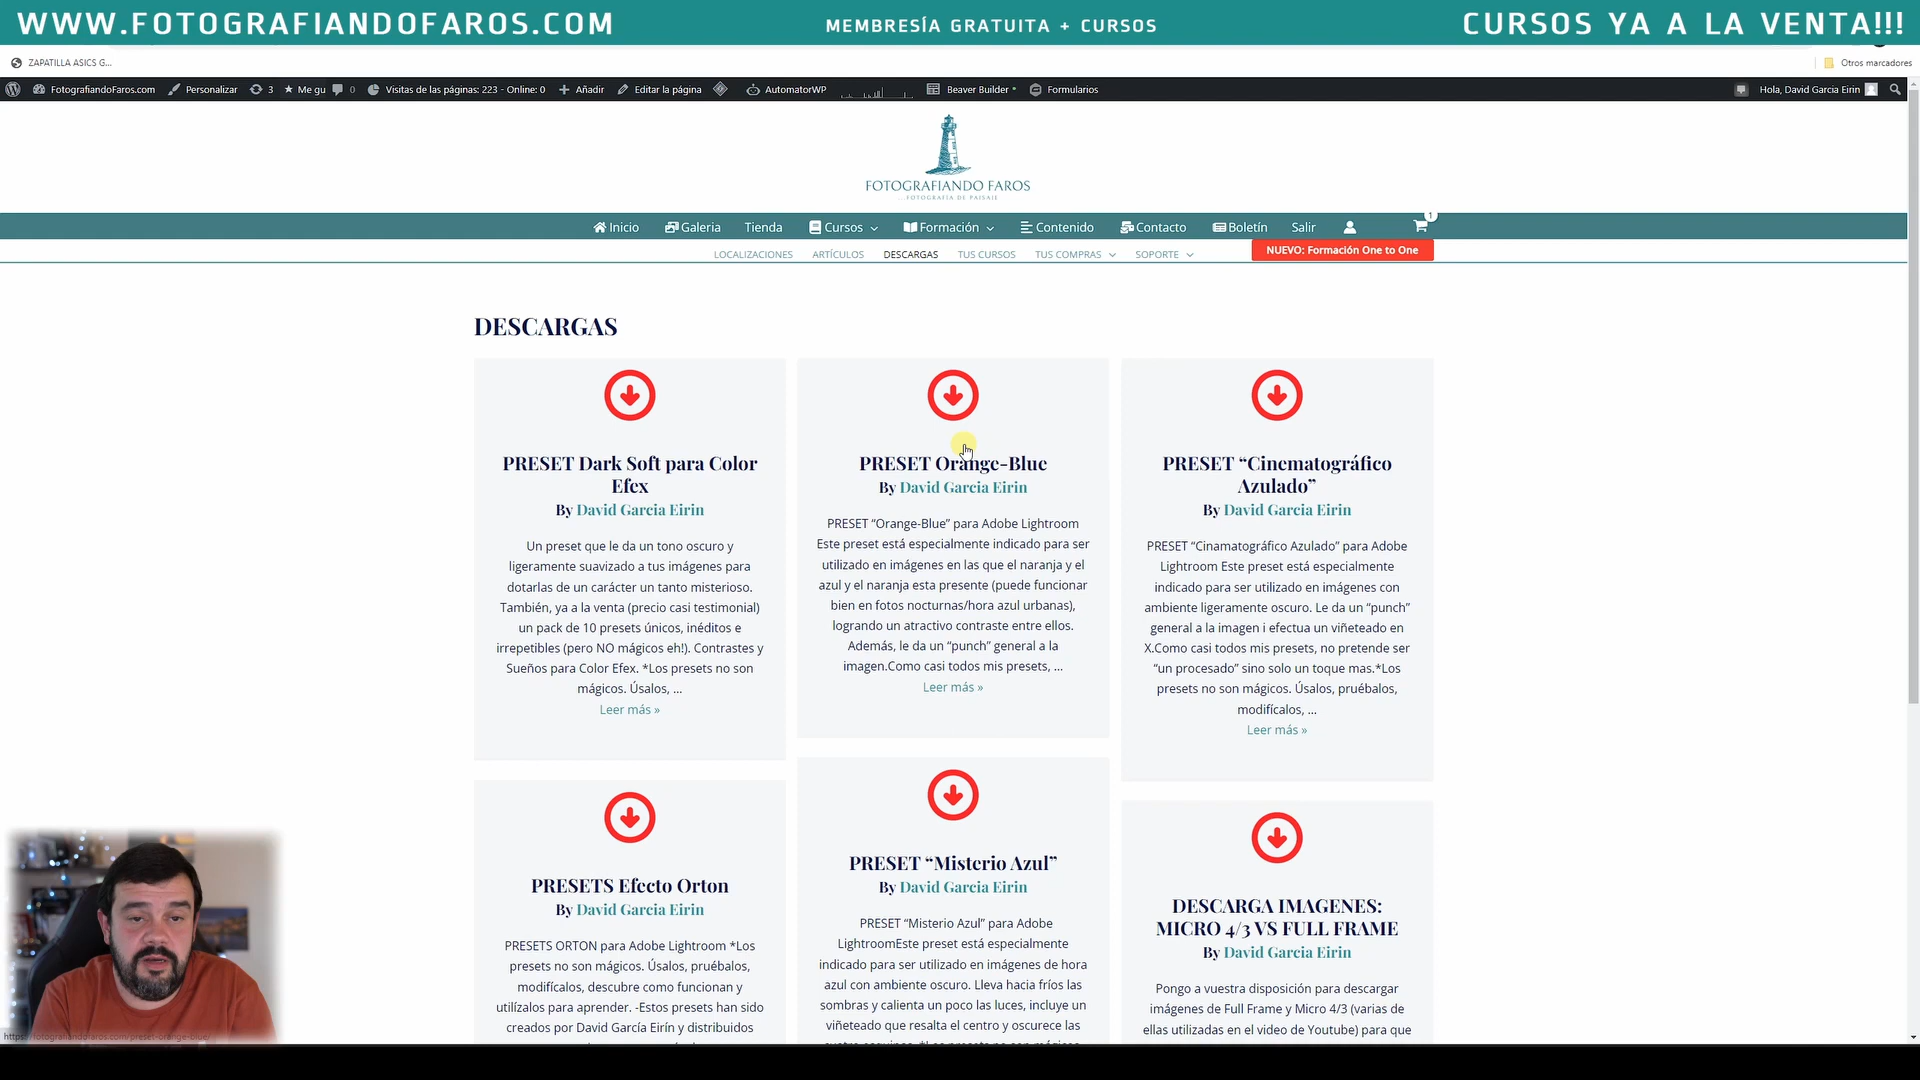 WWW.FOTOGRAFIANDOFAROS.COM
MEMBRESÍA GRATUITA + CURSOS
CURSOS YA A LA VENTA!!!
ZAPATILLA ASICS G...
Otros marcadores
FotografiandoFaros.com
Personalizar
3
Me gu
0
Visitas de las páginas: 223 - Online: 0
Añadir
Editar la página
AutomatorWP
Beaver Builder
Formularios
Hola, David Garcia Eirin
FOTOGRAFIANDO FAROS
...FOTOGRAFIA DE PAISAJE
Inicio
Galeria
Tienda
Cursos
Formación
Contenido
Contacto
Boletín
Salir
1
LOCALIZACIONES
ARTÍCULOS
DESCARGAS
TUS CURSOS
TUS COMPRAS
SOPORTE
NUEVO: Formación One to One
DESCARGAS
PRESET Dark Soft para Color
Efex
By David Garcia Eirin
Un preset que le da un tono oscuro y
ligeramente suavizado a tus imágenes para
dotarlas de un carácter un tanto misterioso.
También, ya a la venta (precio casi testimonial)
un pack de 10 presets únicos, inéditos e
irrepetibles (pero NO mágicos eh!). Contrastes y
Sueños para Color Efex. *Los presets no son
mágicos. Úsalos, ...
Leer más »
PRESET Orange-Blue
By David Garcia Eirin
PRESET “Orange-Blue” para Adobe Lightroom
Este preset está especialmente indicado para ser
utilizado en imágenes en las que el naranja y el
azul y el naranja esta presente (puede funcionar
bien en fotos nocturnas/hora azul urbanas),
logrando un atractivo contraste entre ellos.
Además, le da un “punch” general a la
imagen.Como casi todos mis presets, ...
Leer más »
PRESET “Cinematográfico
Azulado”
By David Garcia Eirin
PRESET “Cinamatográfico Azulado” para Adobe
Lightroom Este preset está especialmente
indicado para ser utilizado en imágenes con
ambiente ligeramente oscuro. Le da un “punch”
general a la imagen i efectua un viñeteado en
X.Como casi todos mis presets, no pretende ser
“un procesado” sino solo un toque mas.*Los
presets no son mágicos. Úsalos, pruébalos,
modifícalos, ...
Leer más »
PRESETS Efecto Orton
By David Garcia Eirin
PRESETS ORTON para Adobe Lightroom *Los
presets no son mágicos. Úsalos, pruébalos,
modifícalos, descubre como funcionan y
utilízalos para aprender. -Estos presets han sido
creados por David García Eirín y distribuidos
PRESET “Misterio Azul”
By David Garcia Eirin
PRESET “Misterio Azul” para Adobe
LightroomEste preset está especialmente
indicado para ser utilizado en imágenes de hora
azul con ambiente oscuro. Lleva hacia fríos las
sombras y calienta un poco las luces, incluye un
viñeteado que resalta el centro y oscurece las
DESCARGA IMAGENES:
MICRO 4/3 VS FULL FRAME
By David Garcia Eirin
Pongo a vuestra disposición para descargar
imágenes de Full Frame y Micro 4/3 (varias de
ellas utilizadas en el video de Youtube) para que
https://fotografiandofaros.com/preset-orange-blue/